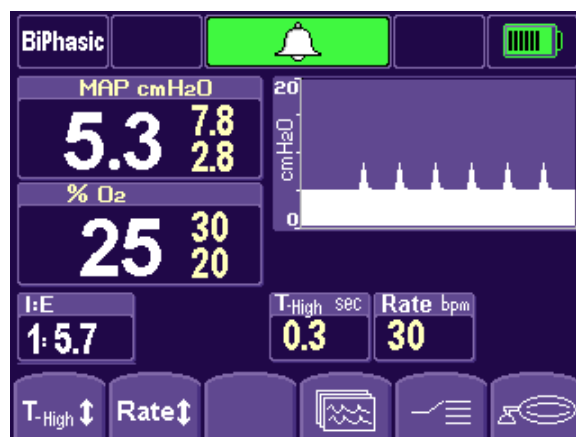 BiPhasic
MAP cmH2O
5.3
7.8
2.8
20
cmH2O
0
% O2
25
30
20
I:E
1:5.7
T-High sec
0.3
Rate bpm
30
T-High
Rate